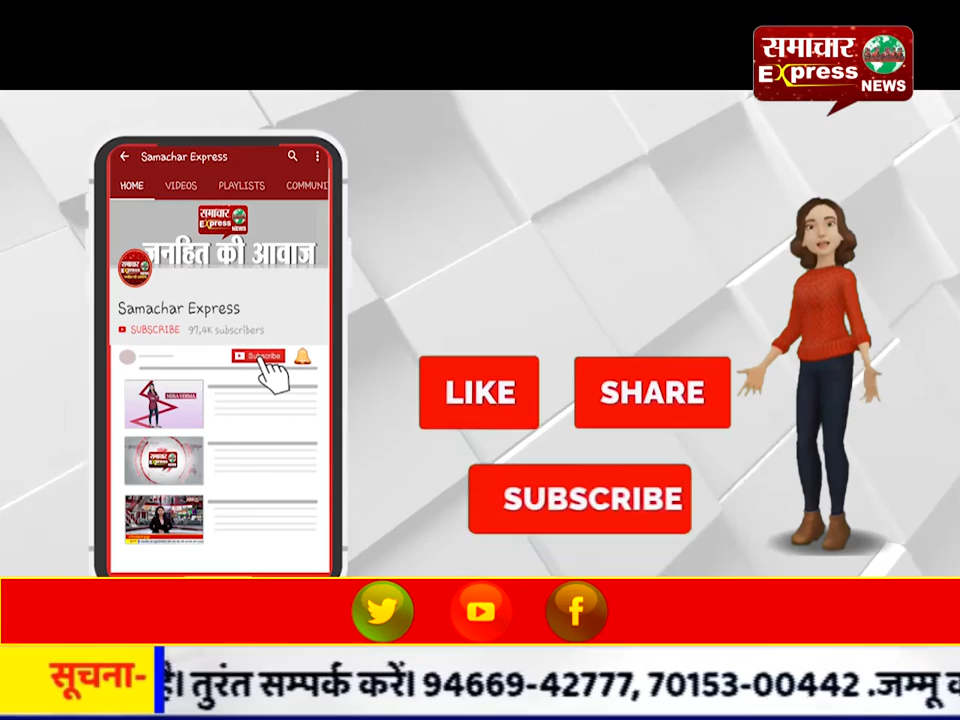 समाचार
Express
NEWS
Samachar Express
HOME VIDEOS PLAYLISTS COMMUNI
समाचार
Express
NEWS
जनहित की आवाज
Samachar Express
SUBSCRIBE 97,4K subscribers
Subscribe
LIKE SHARE
SUBSCRIBE
सूचना- है। तुरंत सम्पर्क करें। 94669-42777, 70153-00442 .जम्मू